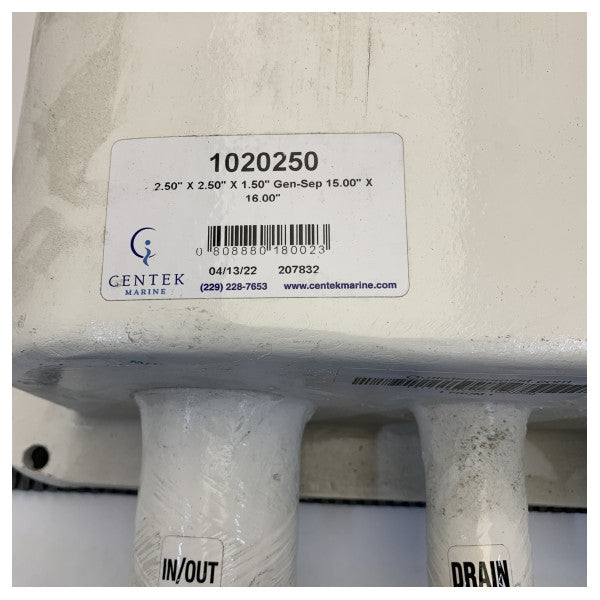 1020250
2.50" X 2.50" X 1.50" Gen-Sep 15.00" X
16.00"
0 808880 180023
04/13/22 207832
CENTEK
MARINE
(229) 228-7653 www.centekmarine.com
IN/OUT
DRAIN